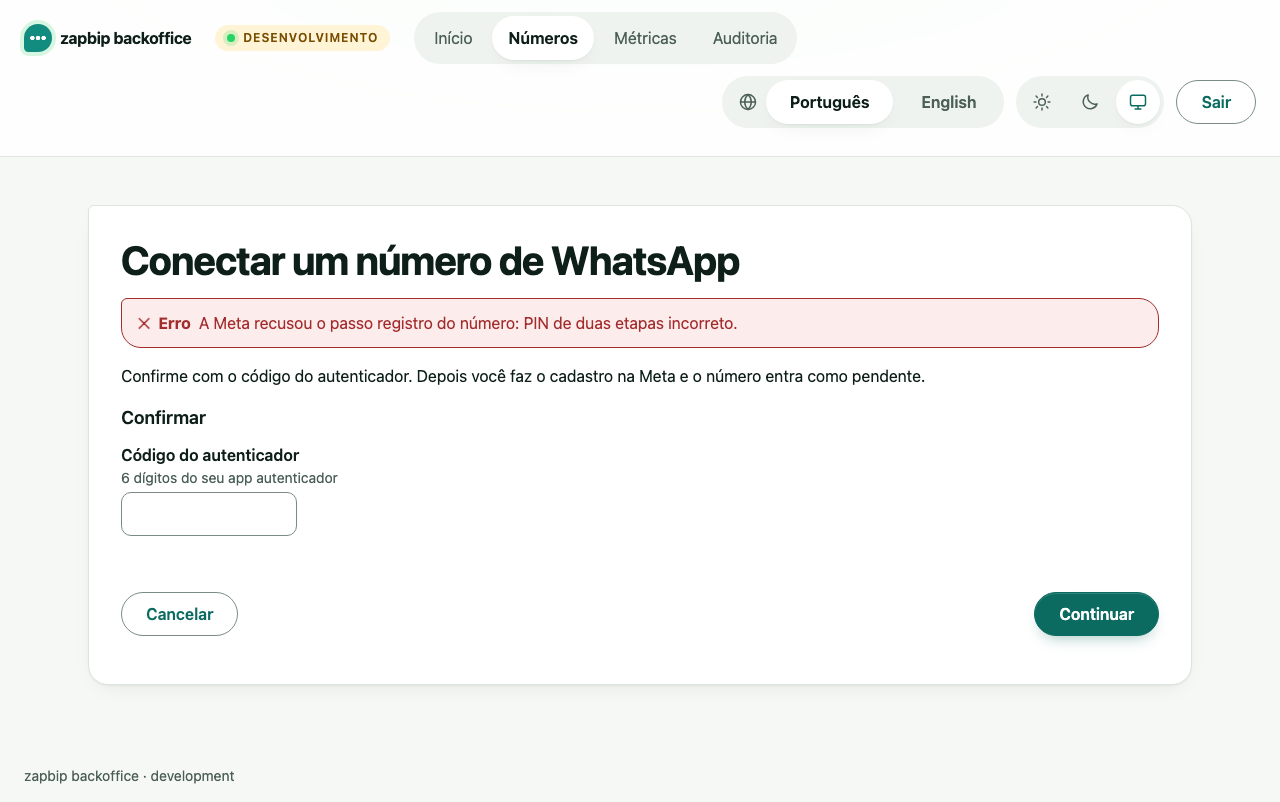 zapbip backoffice
DESENVOLVIMENTO
Início
Números
Métricas
Auditoria
Português
English
Sair
Conectar um número de WhatsApp
Erro A Meta recusou o passo registro do número: PIN de duas etapas incorreto.
Confirme com o código do autenticador. Depois você faz o cadastro na Meta e o número entra como pendente.
Confirmar
Código do autenticador
6 dígitos do seu app autenticador
Cancelar
Continuar
zapbip backoffice · development